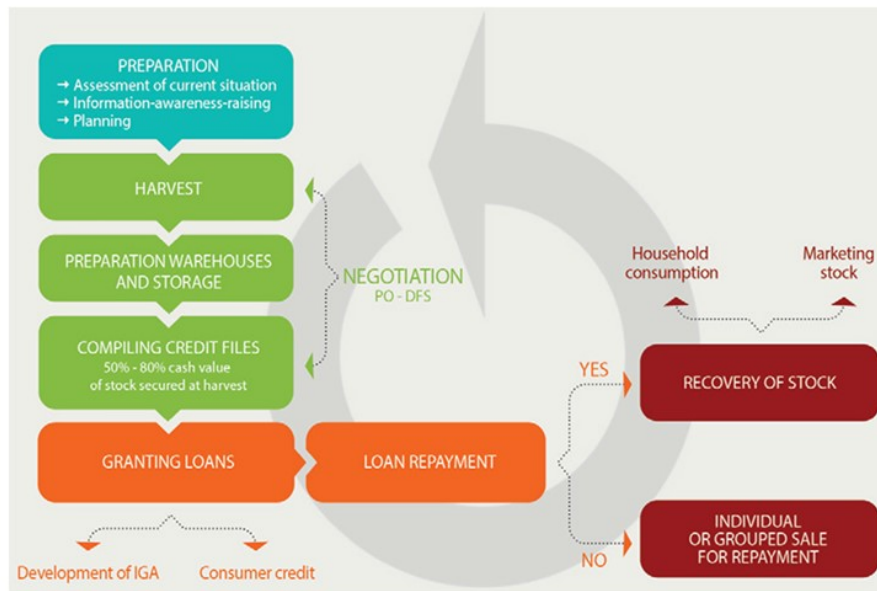 PREPARATION
→ Assessment of current situation
→ Information-awareness-raising
→ Planning
HARVEST
PREPARATION WAREHOUSES
AND STORAGE
NEGOTIATION
PO - DFS
COMPILING CREDIT FILES
50% - 80% cash value
of stock secured at harvest
GRANTING LOANS
LOAN REPAYMENT
Development of IGA
Consumer credit
YES
NO
Household
consumption
Marketing
stock
RECOVERY OF STOCK
INDIVIDUAL
OR GROUPED SALE
FOR REPAYMENT